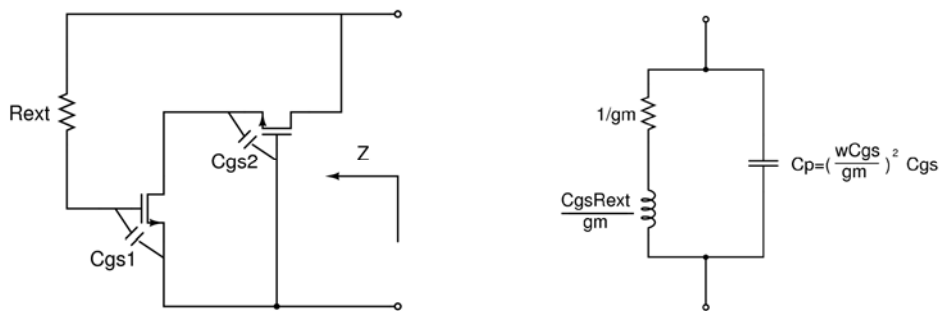 Rext
Cgs2
Z
Cgs1
1/gm
CgsRext
gm
Cp=(wCgs/gm)² Cgs